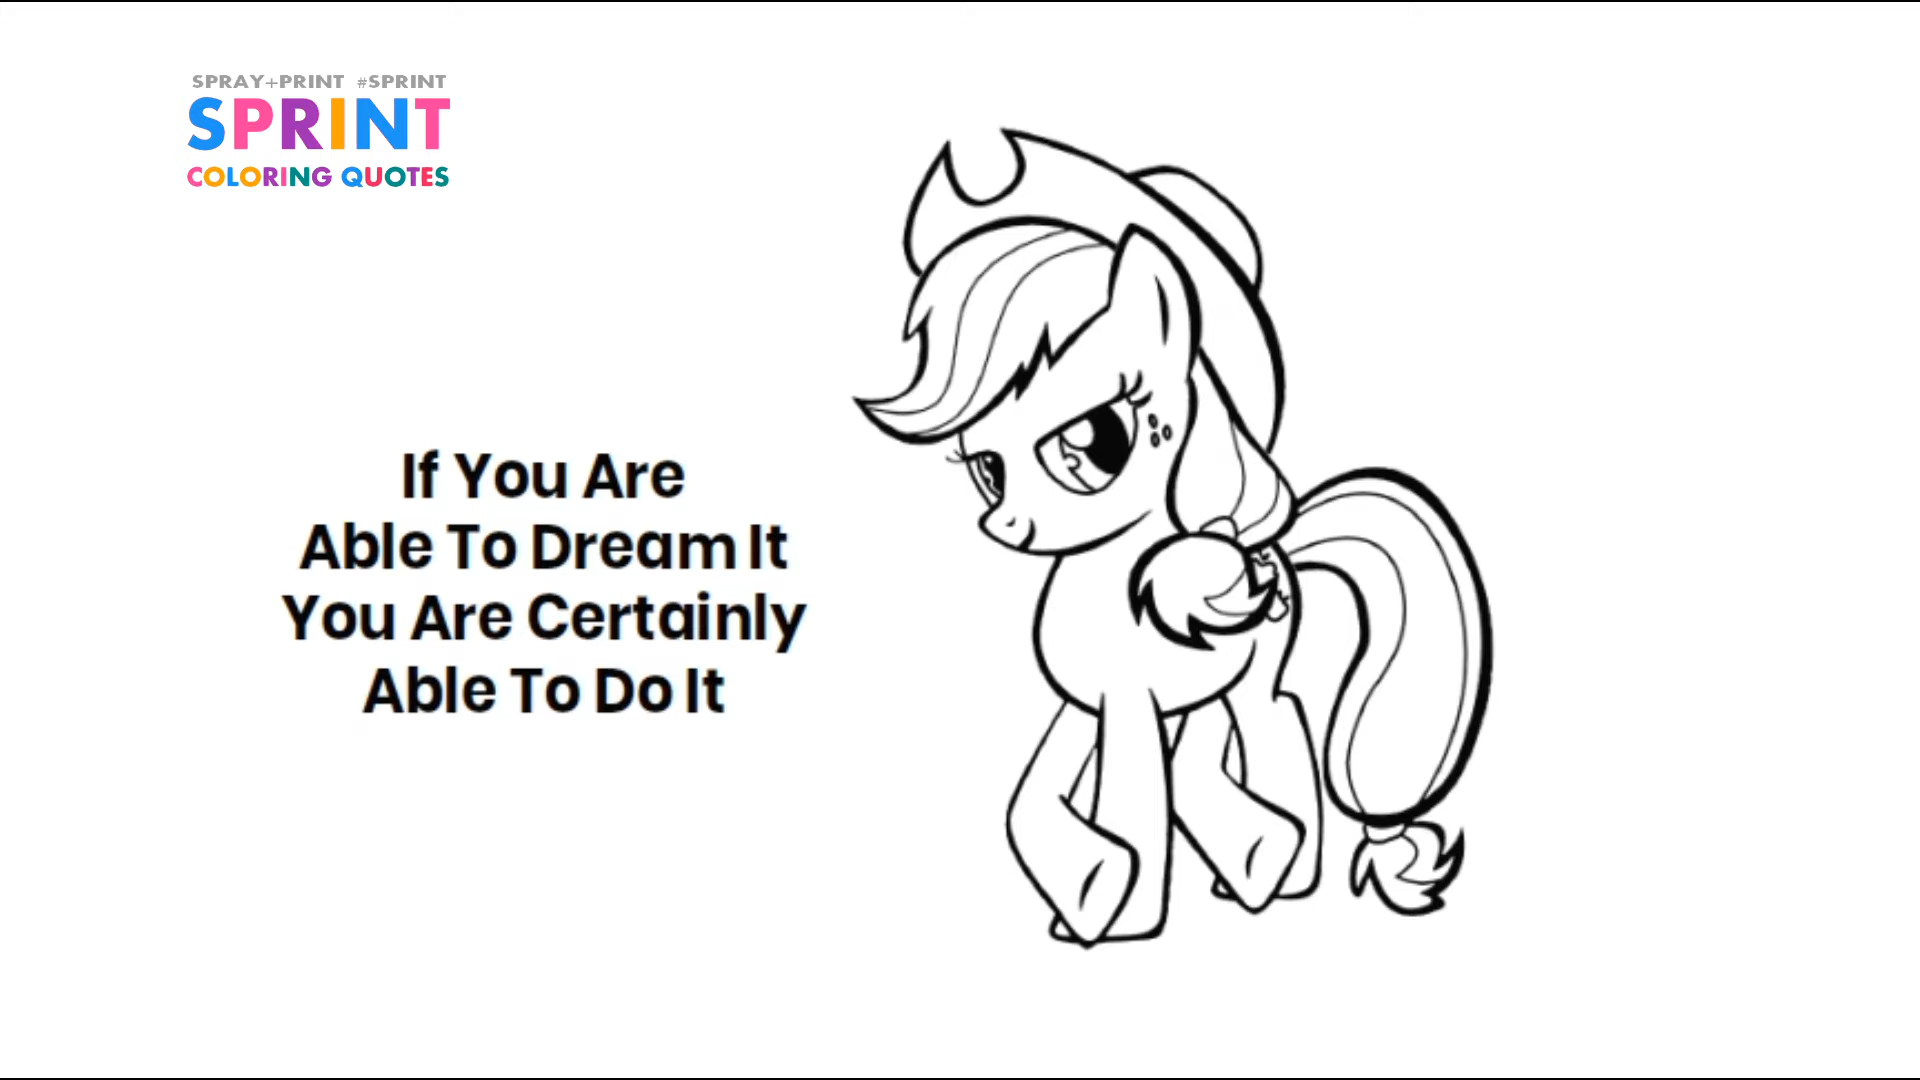 SPRAY+PRINT #SPRINT
SPRINT
COLORING QUOTES
If You Are
Able To Dream It
You Are Certainly
Able To Do It